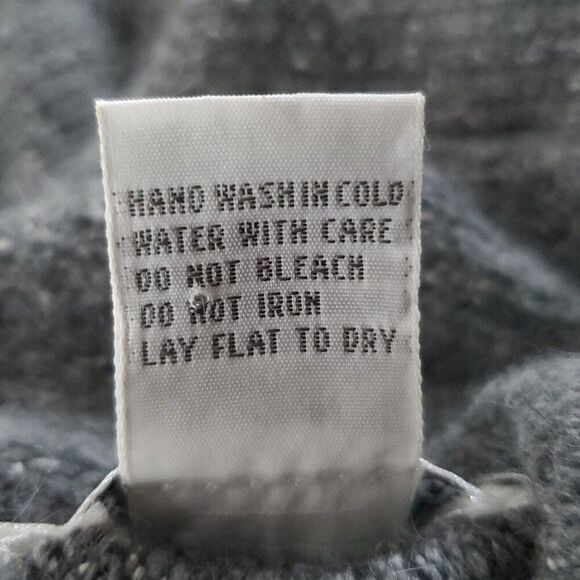 HAND WASH IN COLD
WATER WITH CARE
DO NOT BLEACH
DO NOT IRON
LAY FLAT TO DRY